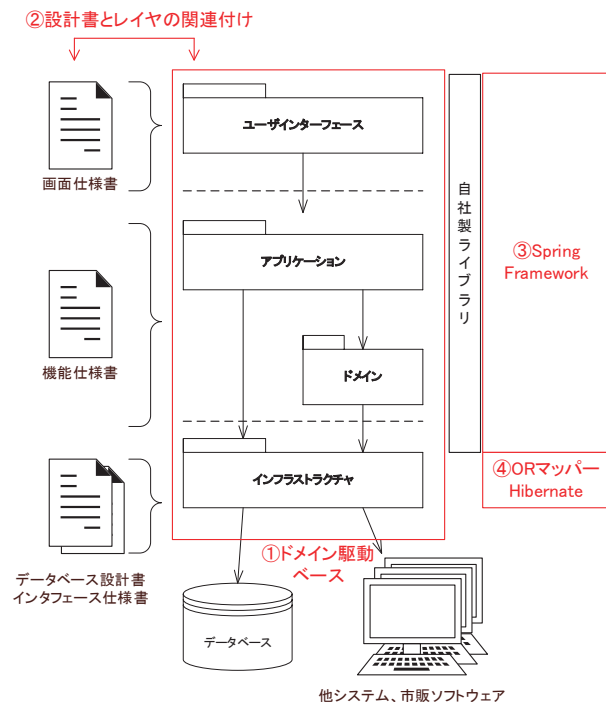 ②設計書とレイヤの関連付け
ユーザインターフェース
画面仕様書
自社製ライブラリ
③Spring
Framework
アプリケーション
機能仕様書
ドメイン
④ORマッパー
Hibernate
インフラストラクチャ
①ドメイン駆動
ベース
データベース設計書
インタフェース仕様書
データベース
他システム、市販ソフトウェア